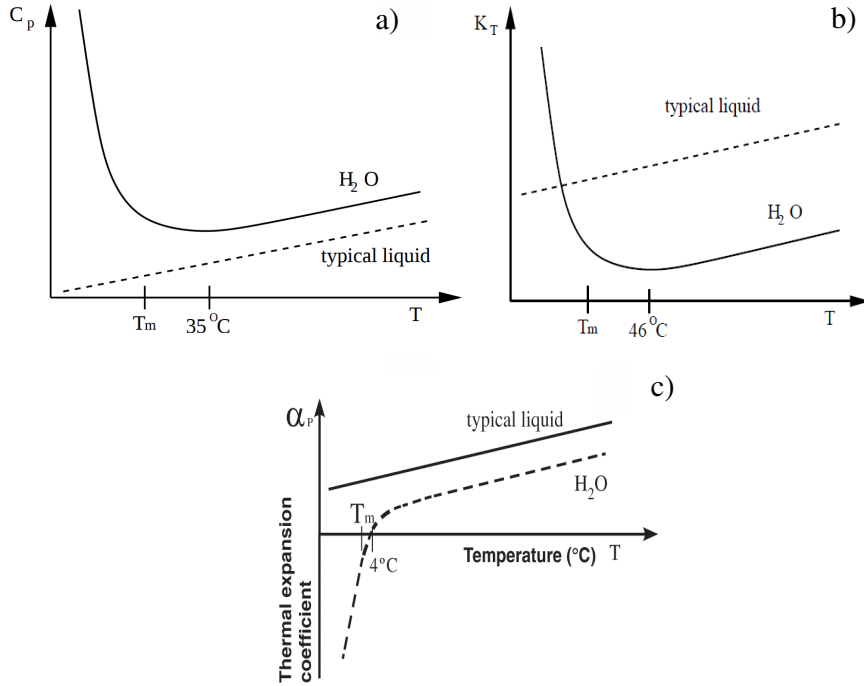 C p
a)
H2 O
typical liquid
Tm
35 °C
T
K T
b)
typical liquid
H2 O
Tm
46 °C
T
c)
αP
typical liquid
H2O
Tm
4°C
Temperature (°C) T
Thermal expansion
coefficient